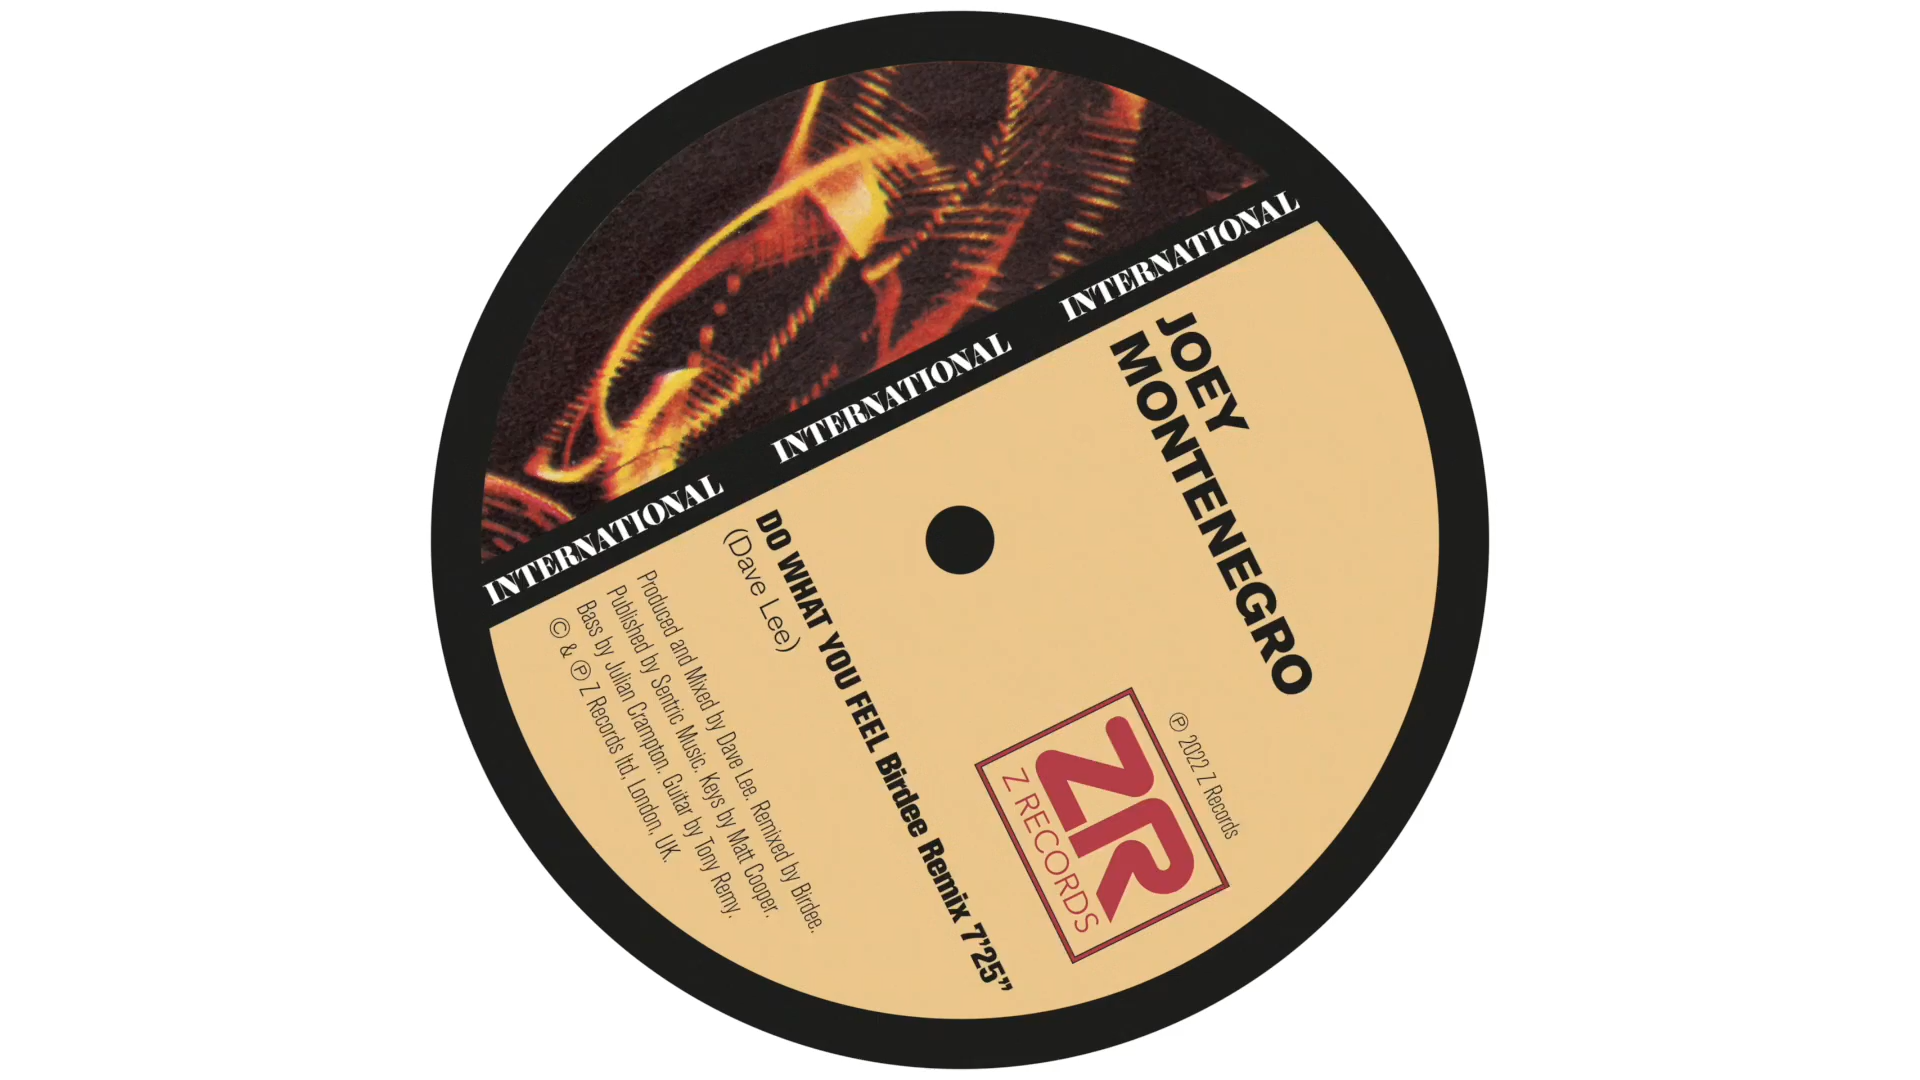 INTERNATIONAL INTERNATIONAL INTERNATIONAL
JOEY
MONTENEGRO
℗ 2022 Z Records
ZR
Z RECORDS
DO WHAT YOU FEEL Birdee Remix 7’25”
(Dave Lee)
Produced and Mixed by Dave Lee. Remixed by Birdee.
Published by Sentric Music. Keys by Matt Cooper.
Bass by Julian Crampton. Guitar by Tony Remy.
© & ℗ Z Records ltd, London, UK.